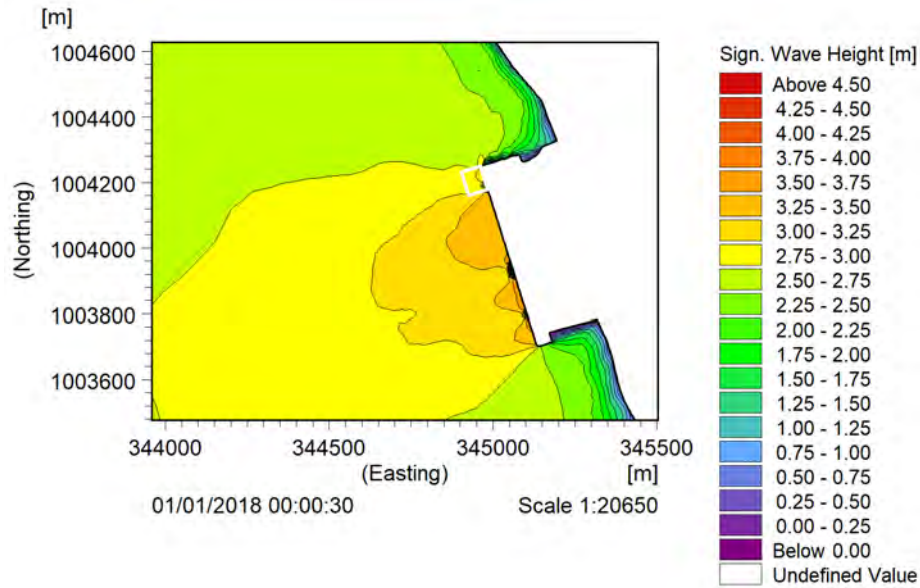 [m]
1004600
1004400
1004200
1004000
1003800
1003600
(Northing)
344000 344500 345000 345500
(Easting) [m]
01/01/2018 00:00:30 Scale 1:20650
Sign. Wave Height [m]
Above 4.50
4.25 - 4.50
4.00 - 4.25
3.75 - 4.00
3.50 - 3.75
3.25 - 3.50
3.00 - 3.25
2.75 - 3.00
2.50 - 2.75
2.25 - 2.50
2.00 - 2.25
1.75 - 2.00
1.50 - 1.75
1.25 - 1.50
1.00 - 1.25
0.75 - 1.00
0.50 - 0.75
0.25 - 0.50
0.00 - 0.25
Below 0.00
Undefined Value